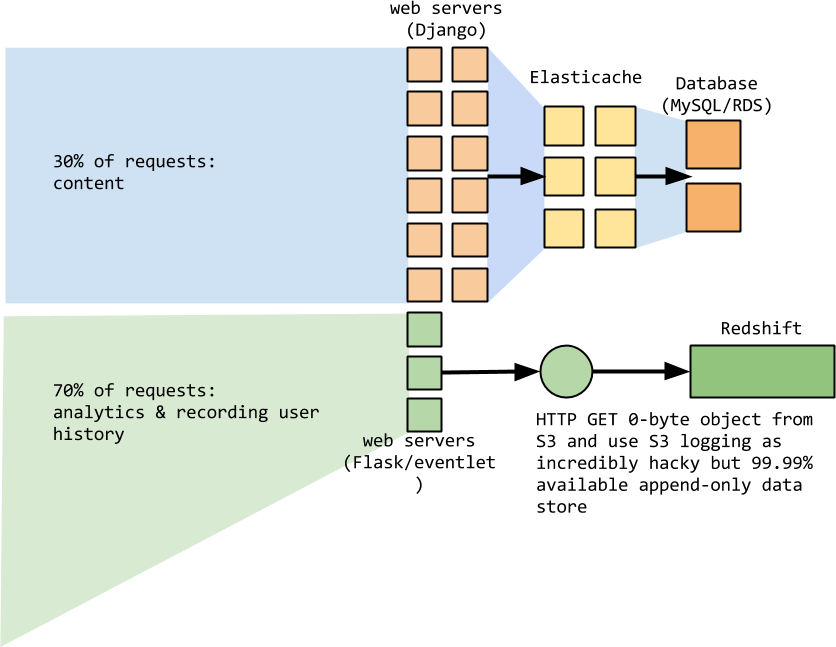 web servers
(Django)
Elasticache
Database
(MySQL/RDS)
30% of requests:
content
Redshift
70% of requests:
analytics & recording user
history
web servers
(Flask/eventlet
)
HTTP GET 0-byte object from
S3 and use S3 logging as
incredibly hacky but 99.99%
available append-only data
store